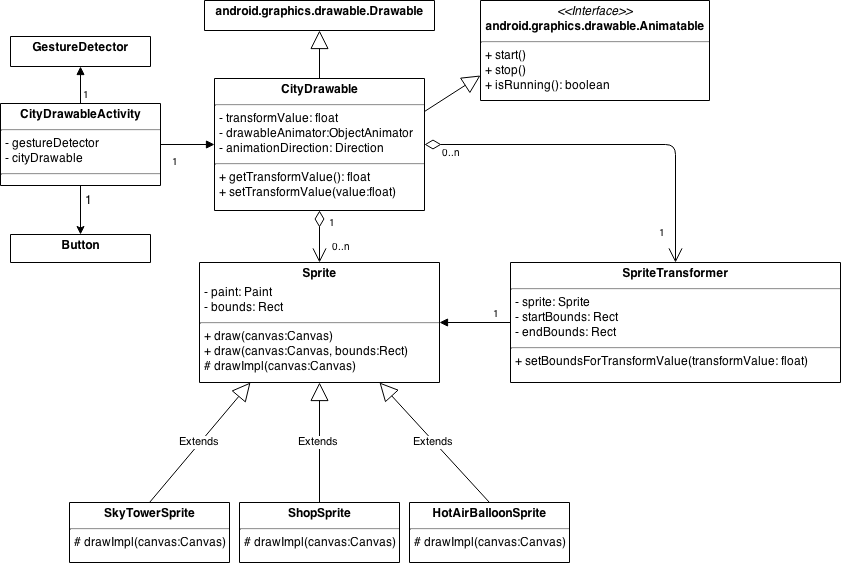 android.graphics.drawable.Drawable
<<Interface>>
android.graphics.drawable.Animatable
+ start()
+ stop()
+ isRunning(): boolean
GestureDetector
1
CityDrawableActivity
- gestureDetector
- cityDrawable
1
1
Button
CityDrawable
- transformValue: float
- drawableAnimator:ObjectAnimator
- animationDirection: Direction
+ getTransformValue(): float
+ setTransformValue(value:float)
0..n
1
1
0..n
Sprite
- paint: Paint
- bounds: Rect
+ draw(canvas:Canvas)
+ draw(canvas:Canvas, bounds:Rect)
# drawImpl(canvas:Canvas)
1
SpriteTransformer
- sprite: Sprite
- startBounds: Rect
- endBounds: Rect
+ setBoundsForTransformValue(transformValue: float)
Extends
Extends
Extends
SkyTowerSprite
# drawImpl(canvas:Canvas)
ShopSprite
# drawImpl(canvas:Canvas)
HotAirBalloonSprite
# drawImpl(canvas:Canvas)